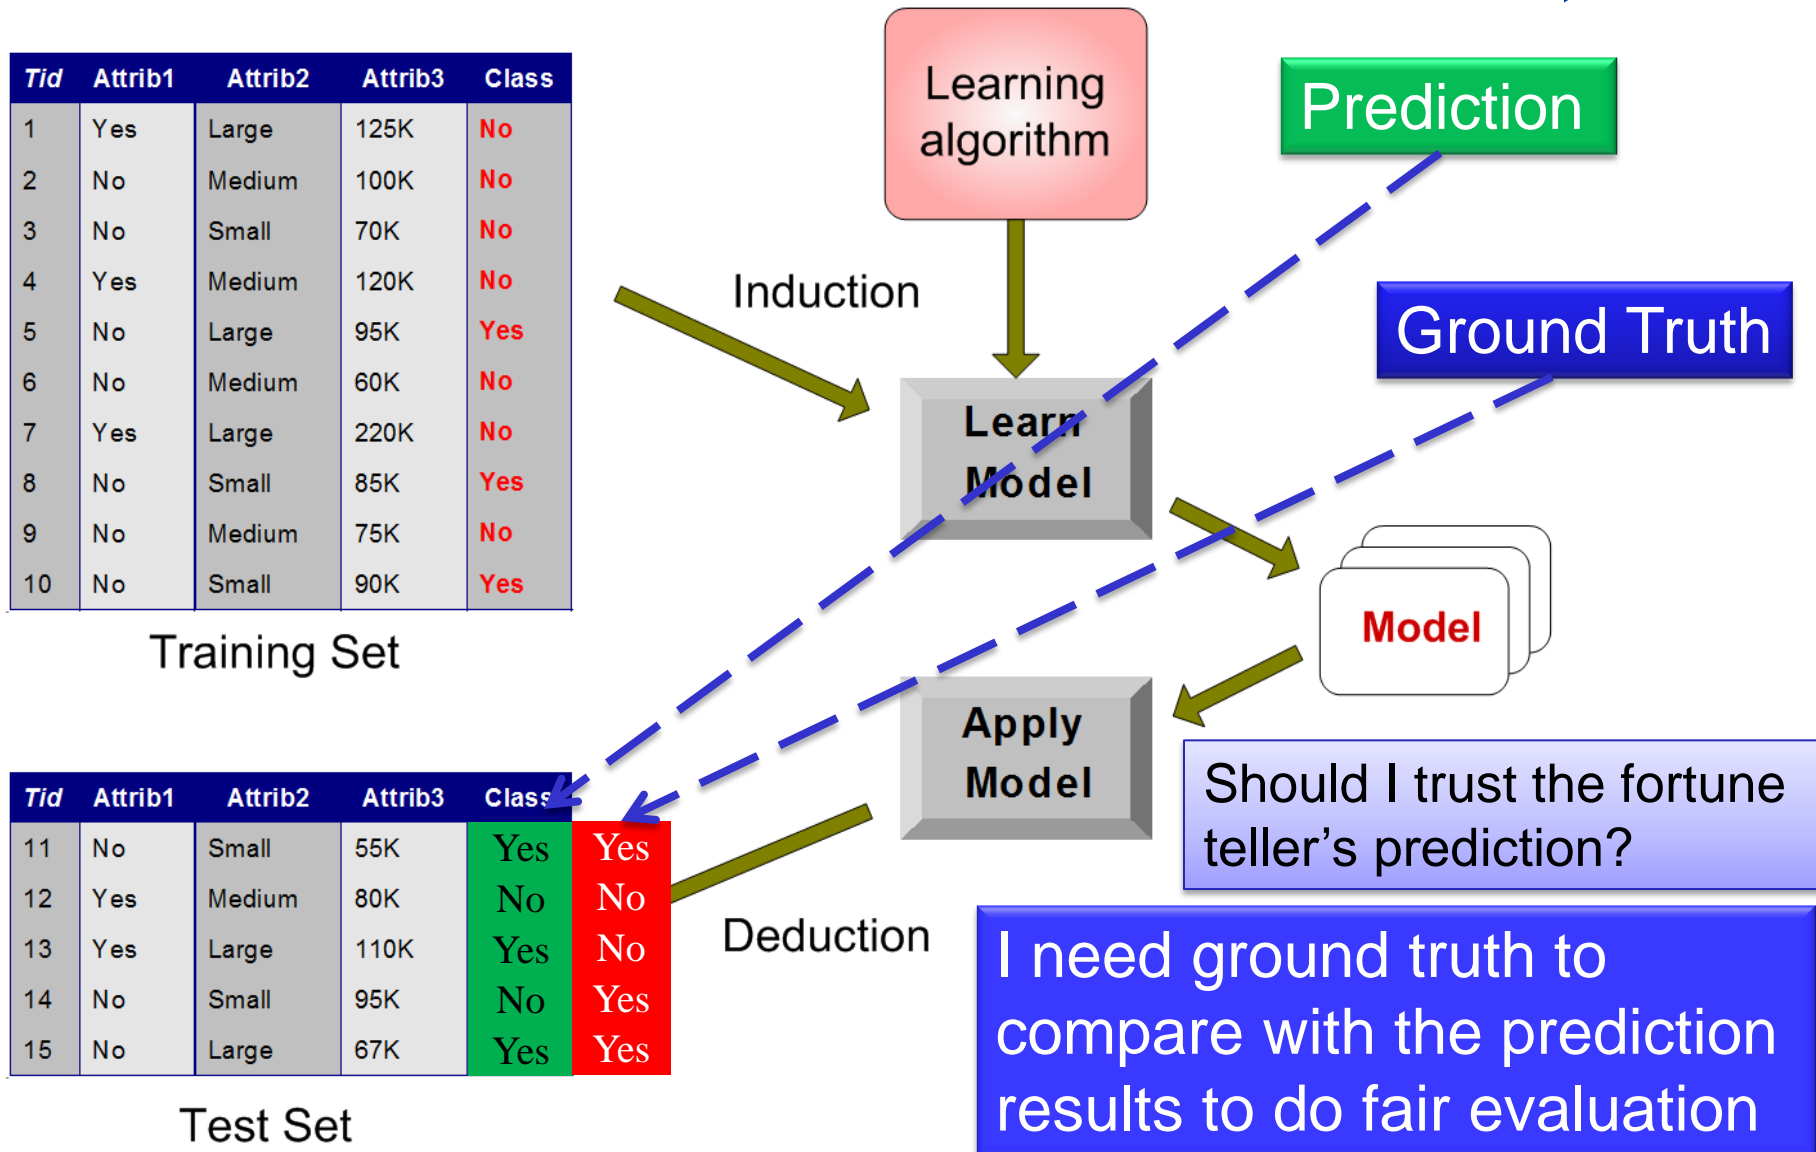 Tid Attrib1 Attrib2 Attrib3 Class
1 Yes Large 125K No
2 No Medium 100K No
3 No Small 70K No
4 Yes Medium 120K No
5 No Large 95K Yes
6 No Medium 60K No
7 Yes Large 220K No
8 No Small 85K Yes
9 No Medium 75K No
10 No Small 90K Yes
Training Set
Learning
algorithm
Prediction
Induction
Ground Truth
Learn
Model
Model
Apply
Model
Should I trust the fortune
teller's prediction?
Tid Attrib1 Attrib2 Attrib3 Class
11 No Small 55K Yes Yes
12 Yes Medium 80K No No
13 Yes Large 110K Yes No
14 No Small 95K No Yes
15 No Large 67K Yes Yes
Test Set
Deduction
I need ground truth to
compare with the prediction
results to do fair evaluation